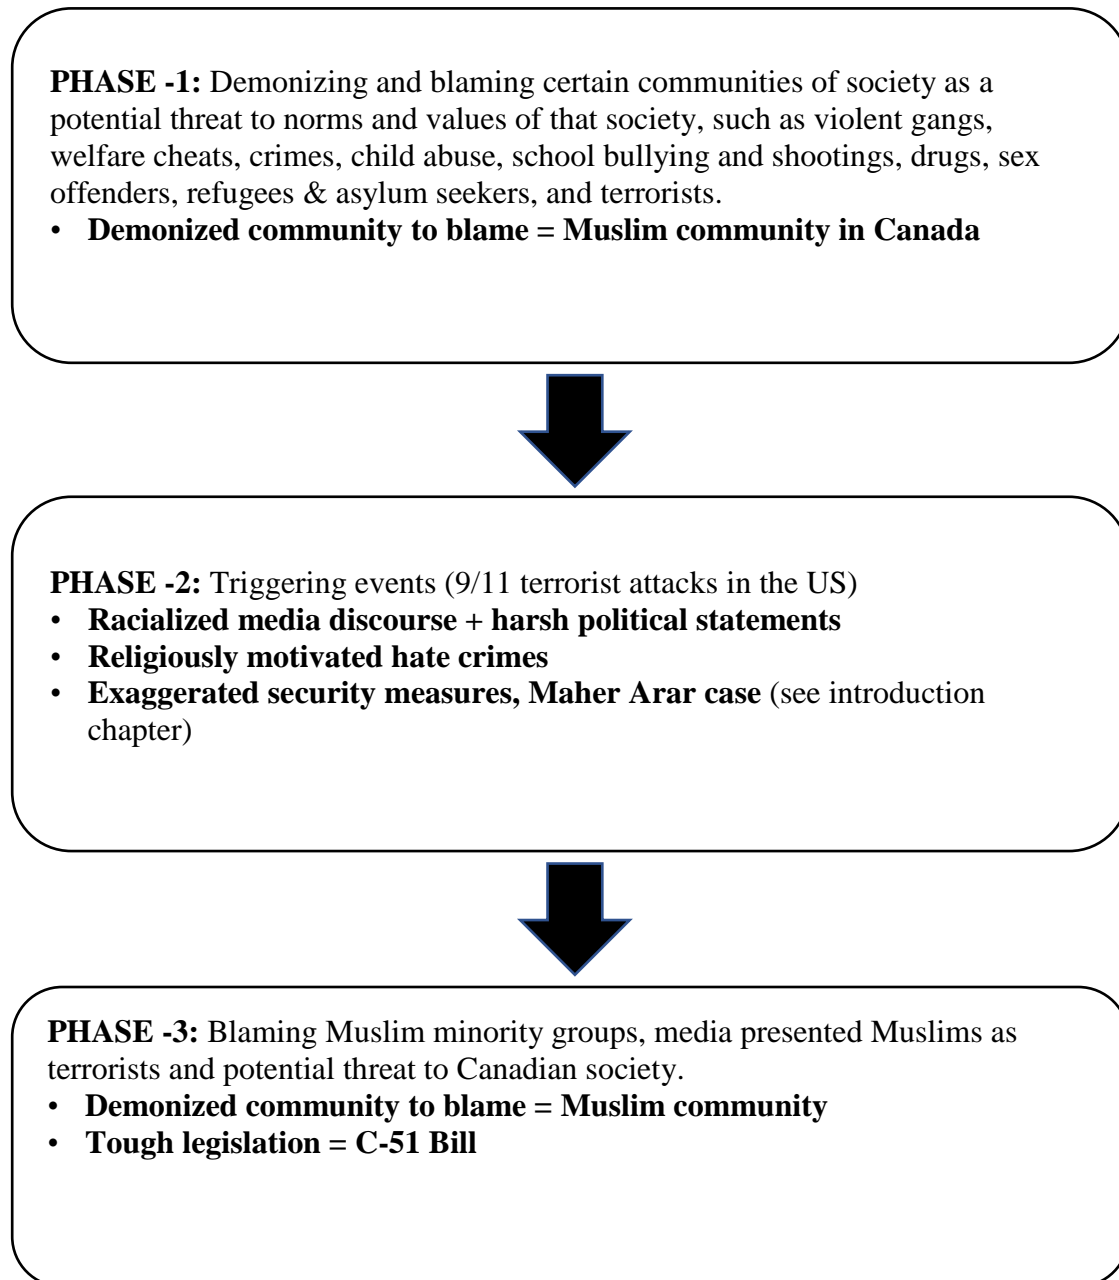 PHASE -1: Demonizing and blaming certain communities of society as a
potential threat to norms and values of that society, such as violent gangs,
welfare cheats, crimes, child abuse, school bullying and shootings, drugs, sex
offenders, refugees & asylum seekers, and terrorists.
• Demonized community to blame = Muslim community in Canada
PHASE -2: Triggering events (9/11 terrorist attacks in the US)
• Racialized media discourse + harsh political statements
• Religiously motivated hate crimes
• Exaggerated security measures, Maher Arar case (see introduction
chapter)
PHASE -3: Blaming Muslim minority groups, media presented Muslims as
terrorists and potential threat to Canadian society.
• Demonized community to blame = Muslim community
• Tough legislation = C-51 Bill